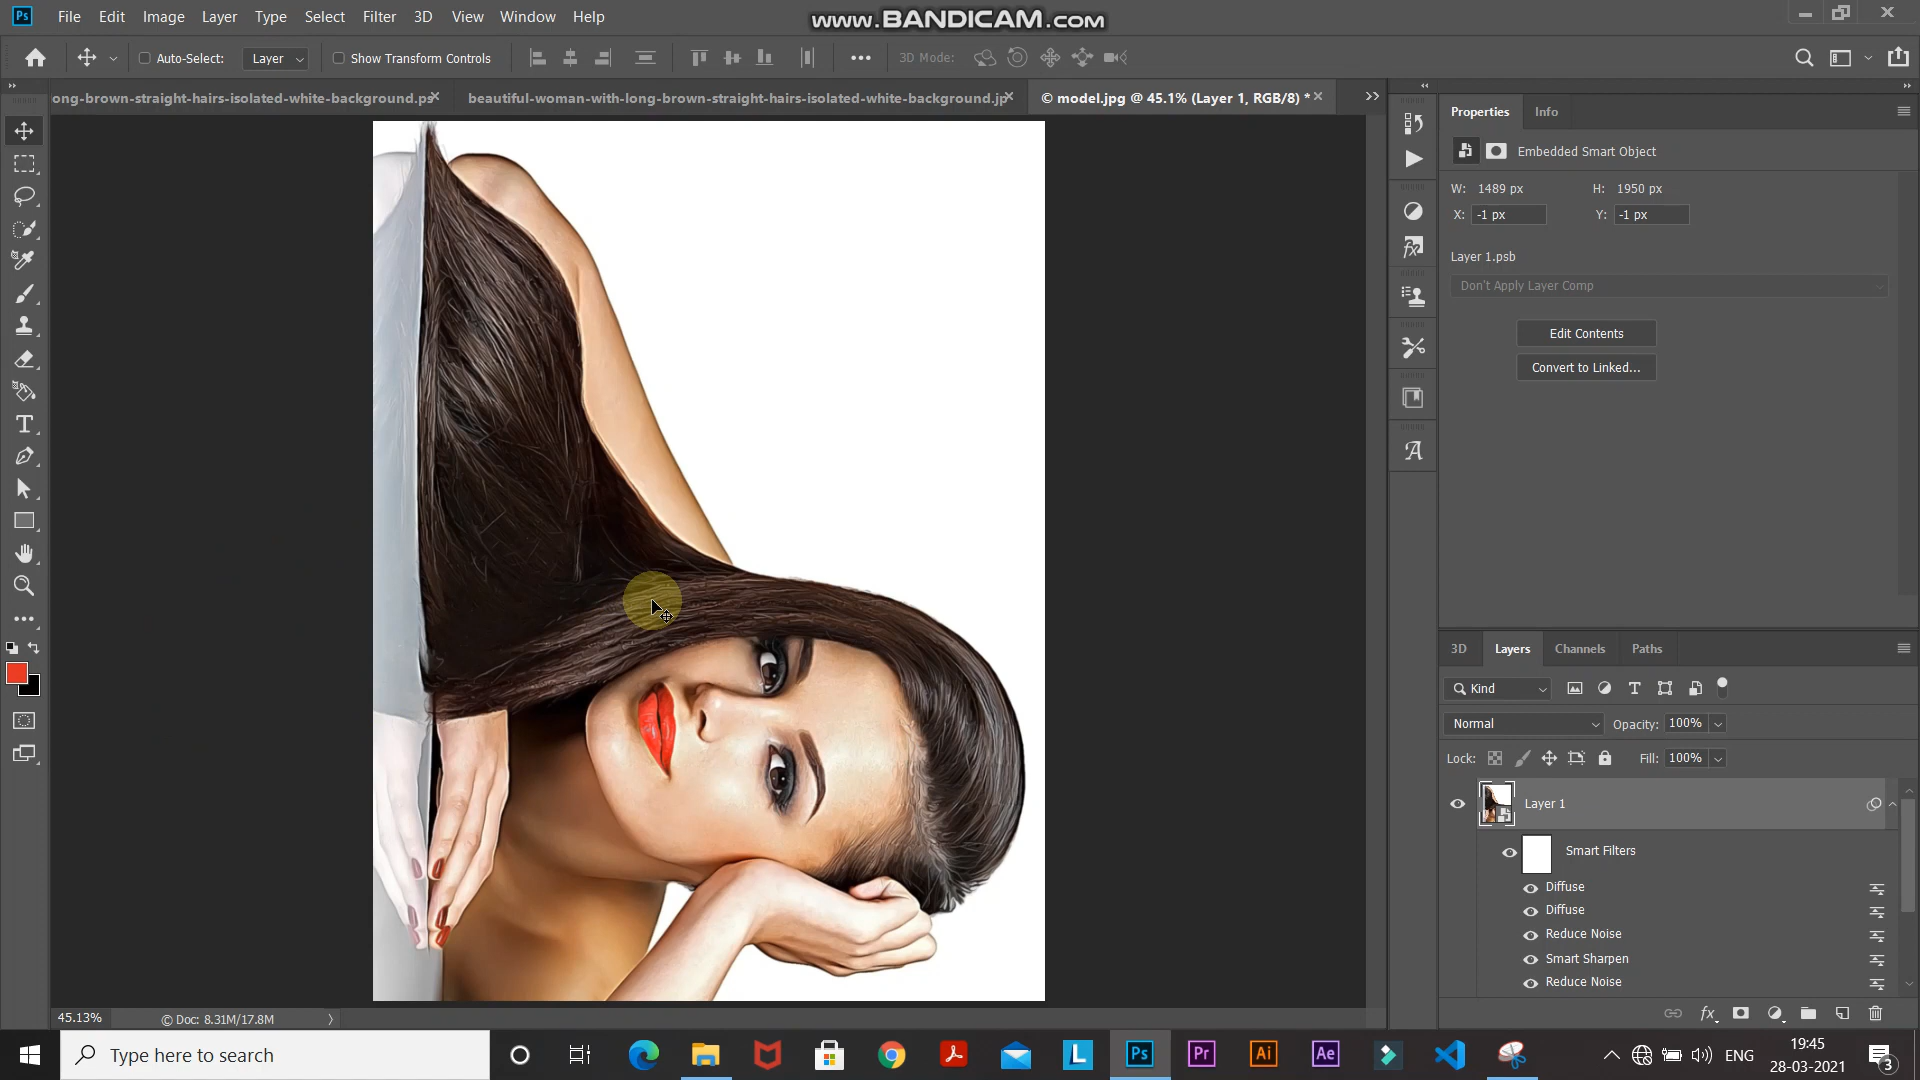 Ps File Edit Image Layer Type Select Filter 3D View Window Help
www.BANDICAM.com
Auto-Select: Layer Show Transform Controls 3D Mode:
ong-brown-straight-hairs-isolated-white-background.ps beautiful-woman-with-long-brown-straight-hairs-isolated-white-background.jp © model.jpg @ 45.1% (Layer 1, RGB/8) *
Properties Info
Embedded Smart Object
W: 1489 px H: 1950 px
X: -1 px Y: -1 px
Layer 1.psb
Don't Apply Layer Comp
Edit Contents
Convert to Linked...
3D Layers Channels Paths
Kind
Normal Opacity: 100%
Lock: Fill: 100%
Layer 1
Smart Filters
Diffuse
Diffuse
Reduce Noise
Smart Sharpen
Reduce Noise
45.13% © Doc: 8.31M/17.8M
Type here to search
L Ps Pr Ai Ae
ENG
19:45
28-03-2021
3